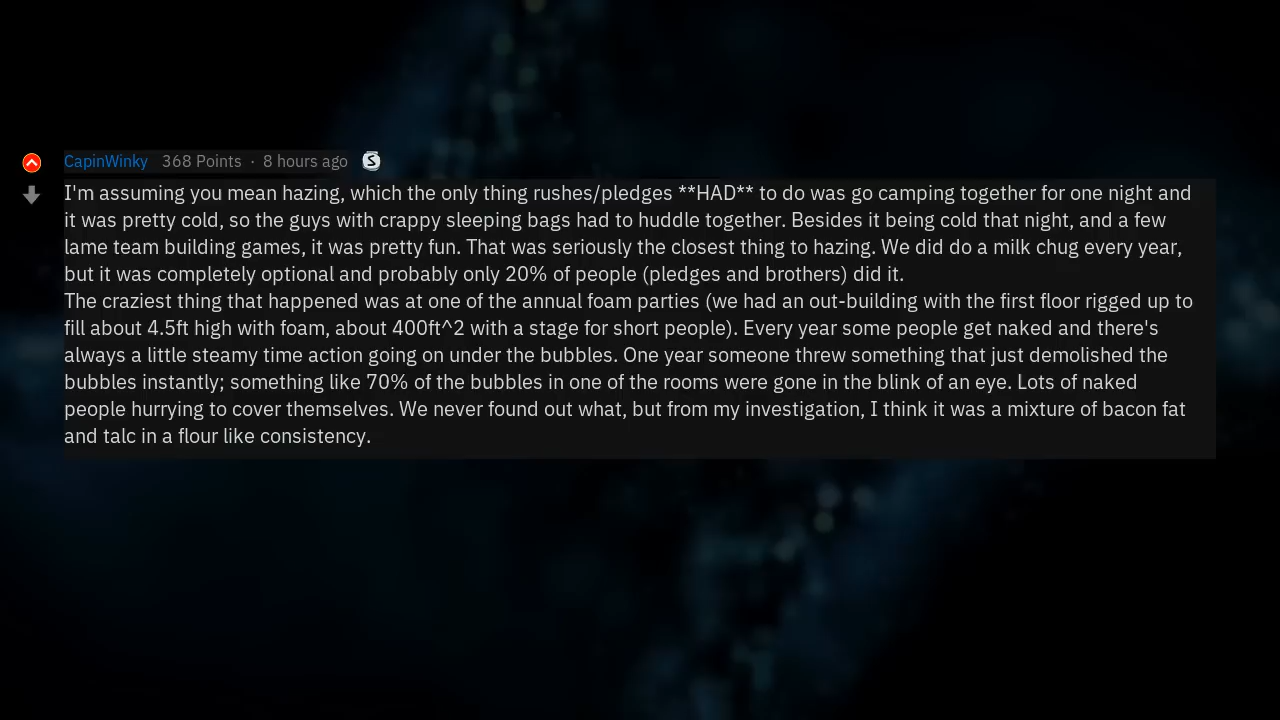 CapinWinky 368 Points · 8 hours ago S
I'm assuming you mean hazing, which the only thing rushes/pledges **HAD** to do was go camping together for one night and
it was pretty cold, so the guys with crappy sleeping bags had to huddle together. Besides it being cold that night, and a few
lame team building games, it was pretty fun. That was seriously the closest thing to hazing. We did do a milk chug every year,
but it was completely optional and probably only 20% of people (pledges and brothers) did it.
The craziest thing that happened was at one of the annual foam parties (we had an out-building with the first floor rigged up to
fill about 4.5ft high with foam, about 400ft^2 with a stage for short people). Every year some people get naked and there's
always a little steamy time action going on under the bubbles. One year someone threw something that just demolished the
bubbles instantly; something like 70% of the bubbles in one of the rooms were gone in the blink of an eye. Lots of naked
people hurrying to cover themselves. We never found out what, but from my investigation, I think it was a mixture of bacon fat
and talc in a flour like consistency.